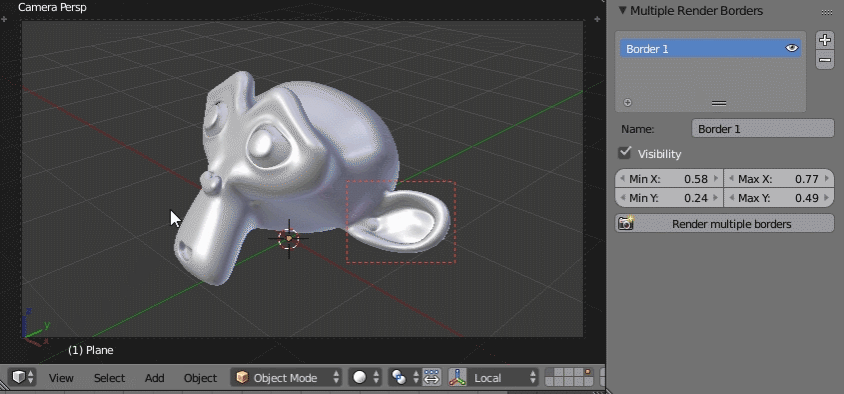 Camera Persp
z
y
x
(1) Plane
View Select Add Object Object Mode Local
Multiple Render Borders
Border 1
Name: Border 1
Visibility
Min X: 0.58 Max X: 0.77
Min Y: 0.24 Max Y: 0.49
Render multiple borders